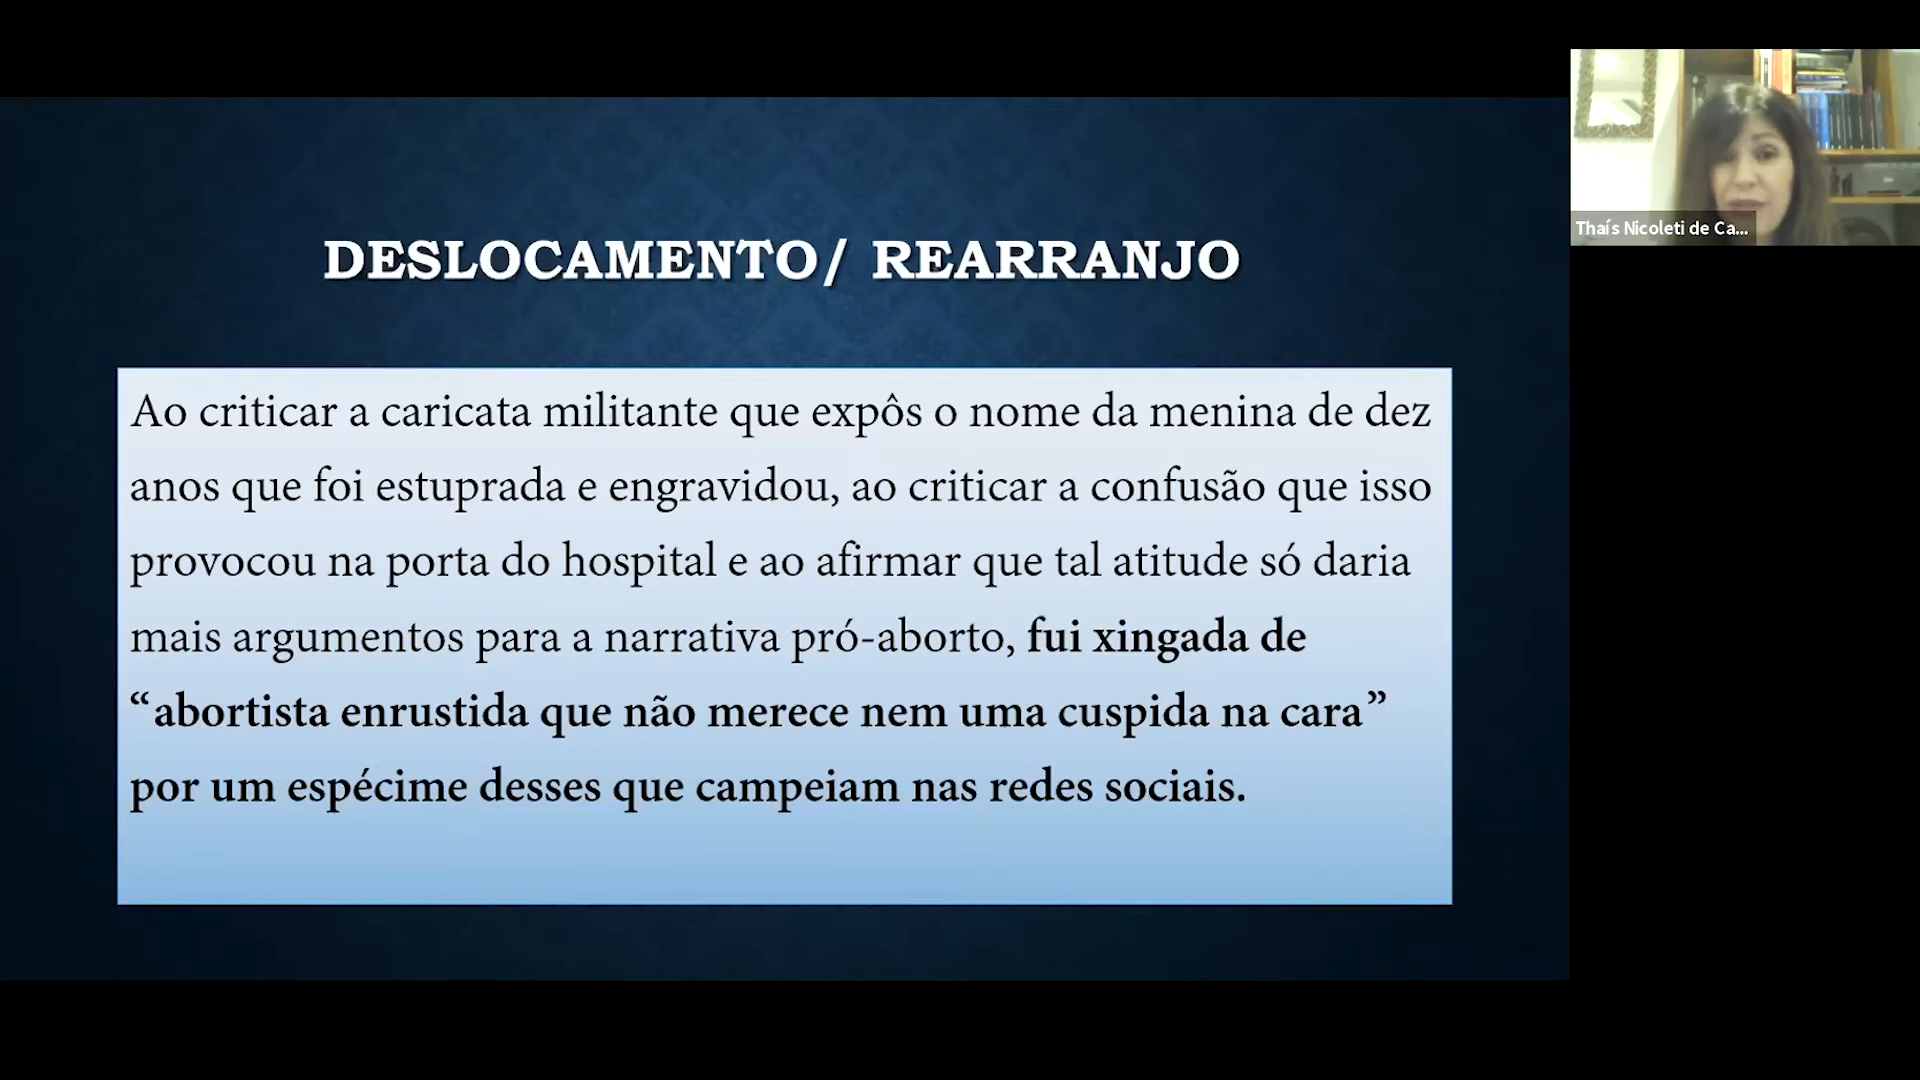 DESLOCAMENTO/ REARRANJO
Ao criticar a caricata militante que expôs o nome da menina de dez
anos que foi estuprada e engravidou, ao criticar a confusão que isso
provocou na porta do hospital e ao afirmar que tal atitude só daria
mais argumentos para a narrativa pró-aborto, fui xingada de
“abortista enrustida que não merece nem uma cuspida na cara”
por um espécime desses que campeiam nas redes sociais.
Thaís Nicoleti de Ca...